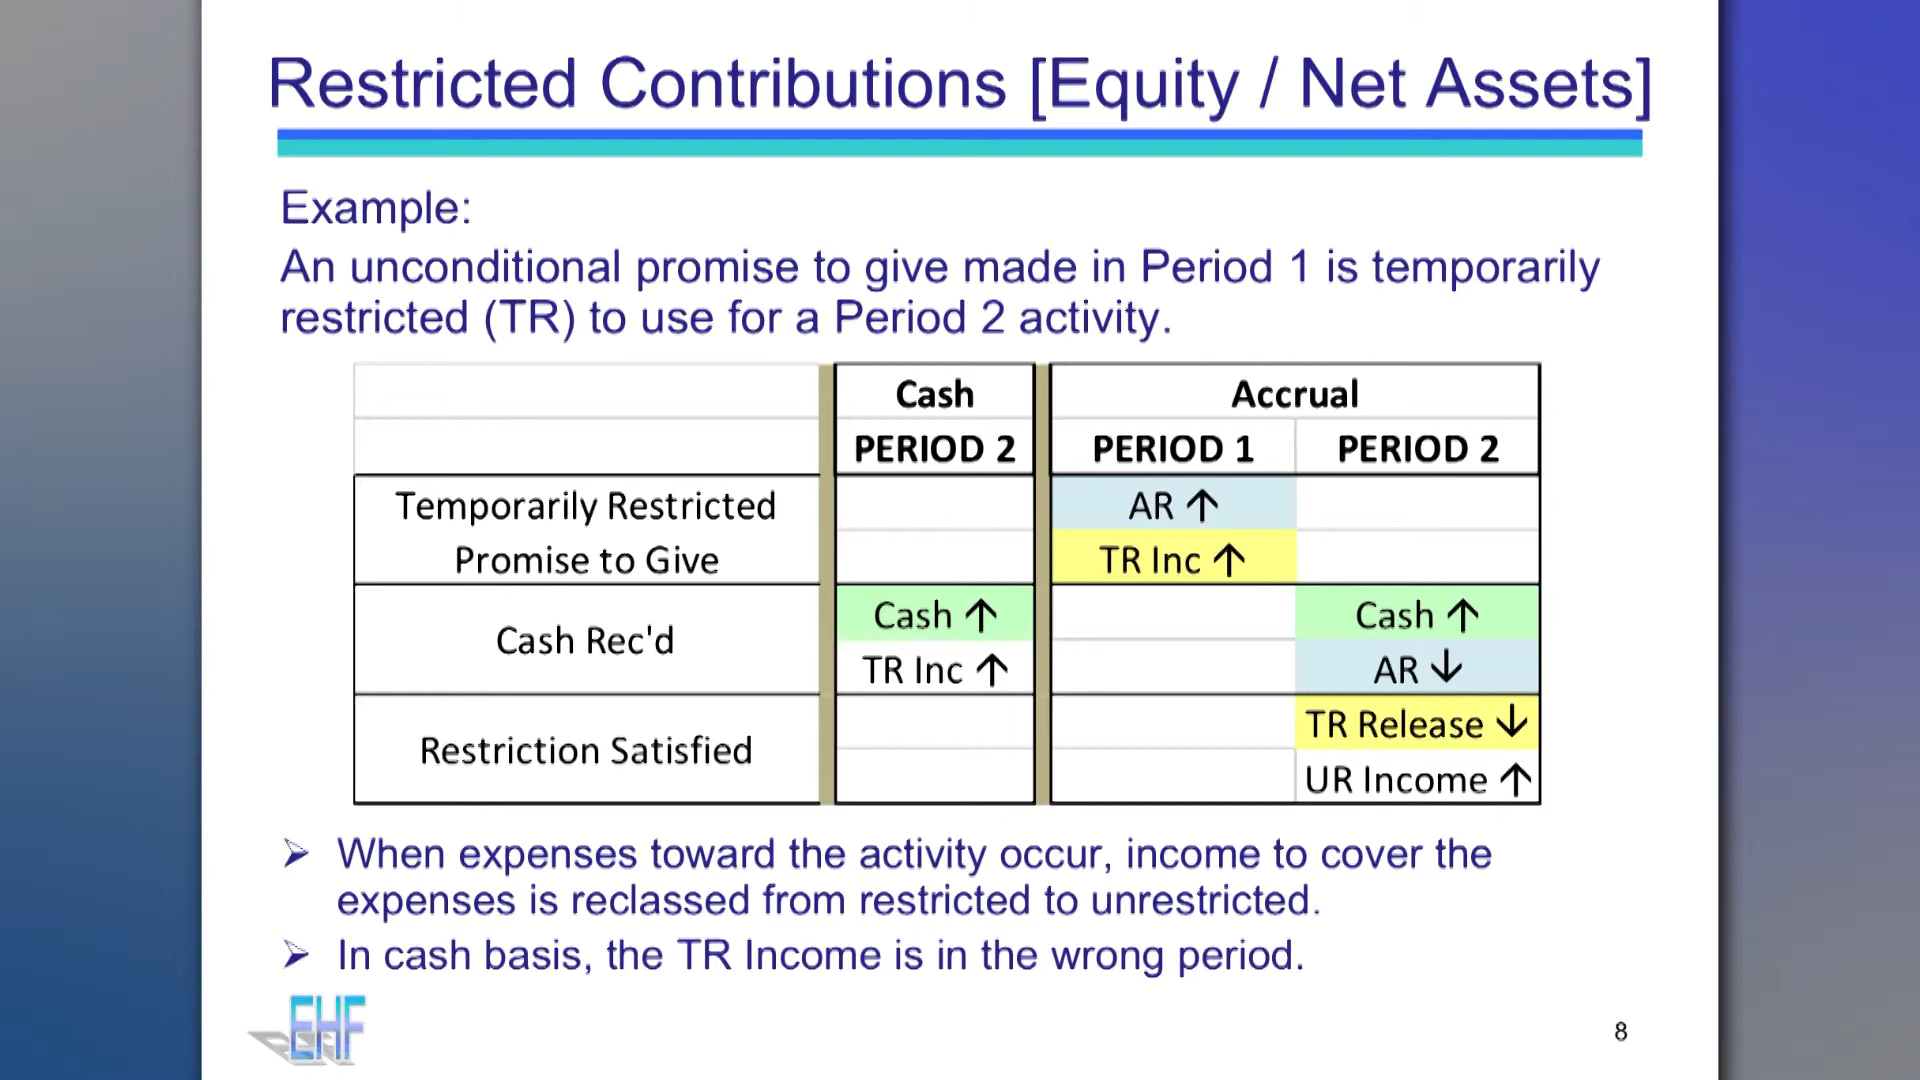 Restricted Contributions [Equity / Net Assets]
Example:
An unconditional promise to give made in Period 1 is temporarily
restricted (TR) to use for a Period 2 activity.
Cash Accrual
PERIOD 2 PERIOD 1 PERIOD 2
Temporarily Restricted AR ↑
Promise to Give TR Inc ↑
Cash Rec'd Cash ↑ Cash ↑
TR Inc ↑ AR ↓
Restriction Satisfied TR Release ↓
UR Income ↑
➢ When expenses toward the activity occur, income to cover the
expenses is reclassed from restricted to unrestricted.
➢ In cash basis, the TR Income is in the wrong period.
EHF
8